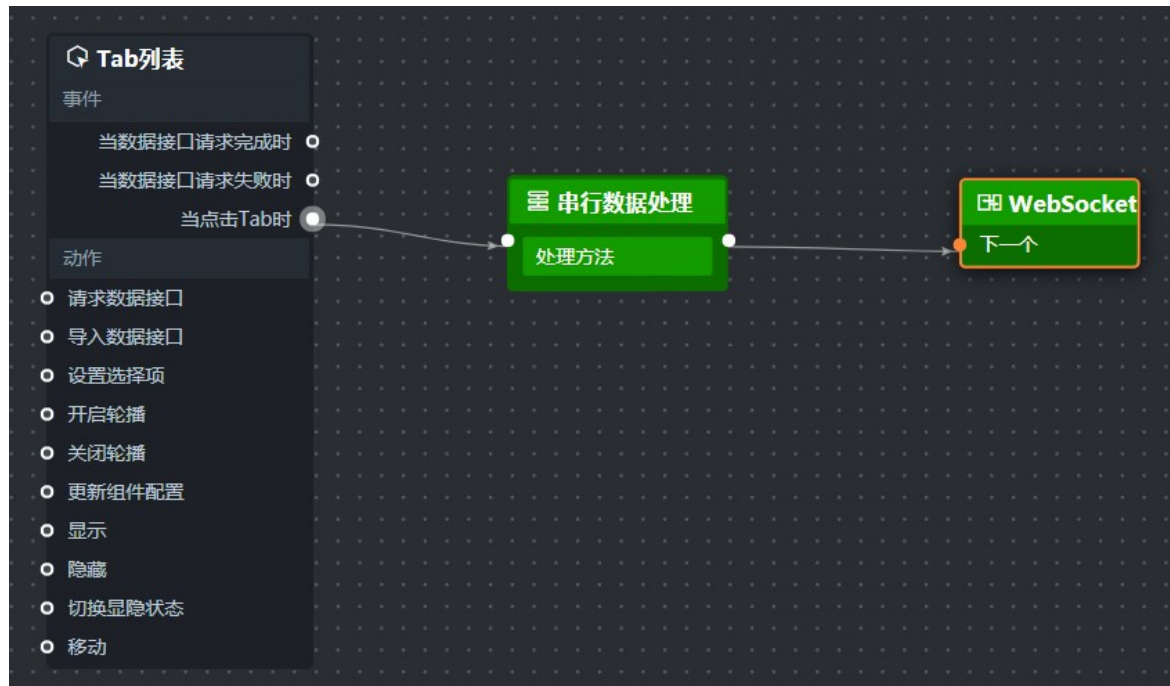 Tab列表
事件
当数据接口请求完成时
当数据接口请求失败时
当点击Tab时
动作
请求数据接口
导入数据接口
设置选择项
开启轮播
关闭轮播
更新组件配置
显示
隐藏
切换显隐状态
移动
串行数据处理
处理方法
WebSocket
下一个